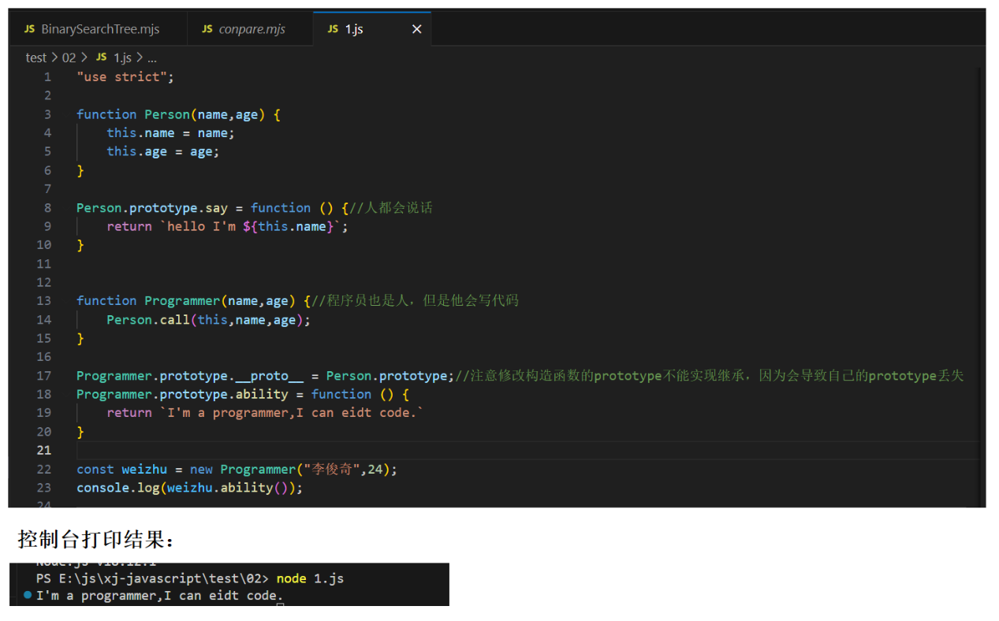 JS BinarySearchTree.mjs JS conpare.mjs JS 1.js ×
test > 02 > JS 1.js > ...
1 "use strict";
2
3 function Person(name,age) {
4 this.name = name;
5 this.age = age;
6 }
7
8 Person.prototype.say = function () {//人都会说话
9 return `hello I'm ${this.name}`;
10 }
11
12
13 function Programmer(name,age) {//程序员也是人，但是他会写代码
14 Person.call(this,name,age);
15 }
16
17 Programmer.prototype.__proto__ = Person.prototype;//注意修改构造函数的prototype不能实现继承，因为会导致自己的prototype丢失
18 Programmer.prototype.ability = function () {
19 return `I'm a programmer,I can eidt code.`
20 }
21
22 const weizhu = new Programmer("李俊奇",24);
23 console.log(weizhu.ability());
24
控制台打印结果：
Node.js v18.12.1
PS E:\js\xj-javascript\test\02> node 1.js
I'm a programmer,I can eidt code.